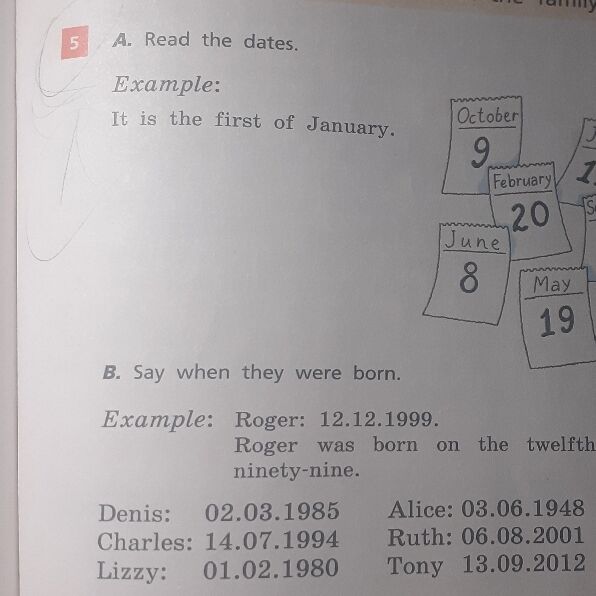 5 A. Read the dates.
Example:
It is the first of January.
October
9
February
20
June
8
May
19
B. Say when they were born.
Example: Roger: 12.12.1999.
Roger was born on the twelfth
ninety-nine.
Denis: 02.03.1985 Alice: 03.06.1948
Charles: 14.07.1994 Ruth: 06.08.2001
Lizzy: 01.02.1980 Tony 13.09.2012